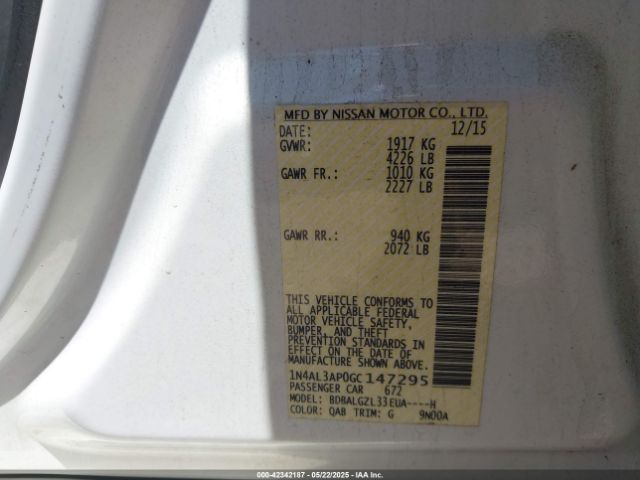 MFD BY NISSAN MOTOR CO., LTD.
DATE: 12/15
GVWR: 1917 KG
4226 LB
GAWR FR.: 1010 KG
2227 LB
GAWR RR.: 940 KG
2072 LB
THIS VEHICLE CONFORMS TO
ALL APPLICABLE FEDERAL
MOTOR VEHICLE SAFETY,
BUMPER, AND THEFT
PREVENTION STANDARDS IN
EFFECT ON THE DATE OF
MANUFACTURE SHOWN ABOVE.
1N4AL3AP0GC147295
PASSENGER CAR 672
MODEL: BDBALGZL33EUA----H
COLOR: QAB TRIM: G 9N00A
© 42342187 - 05/22/2025 - IAA, Inc.